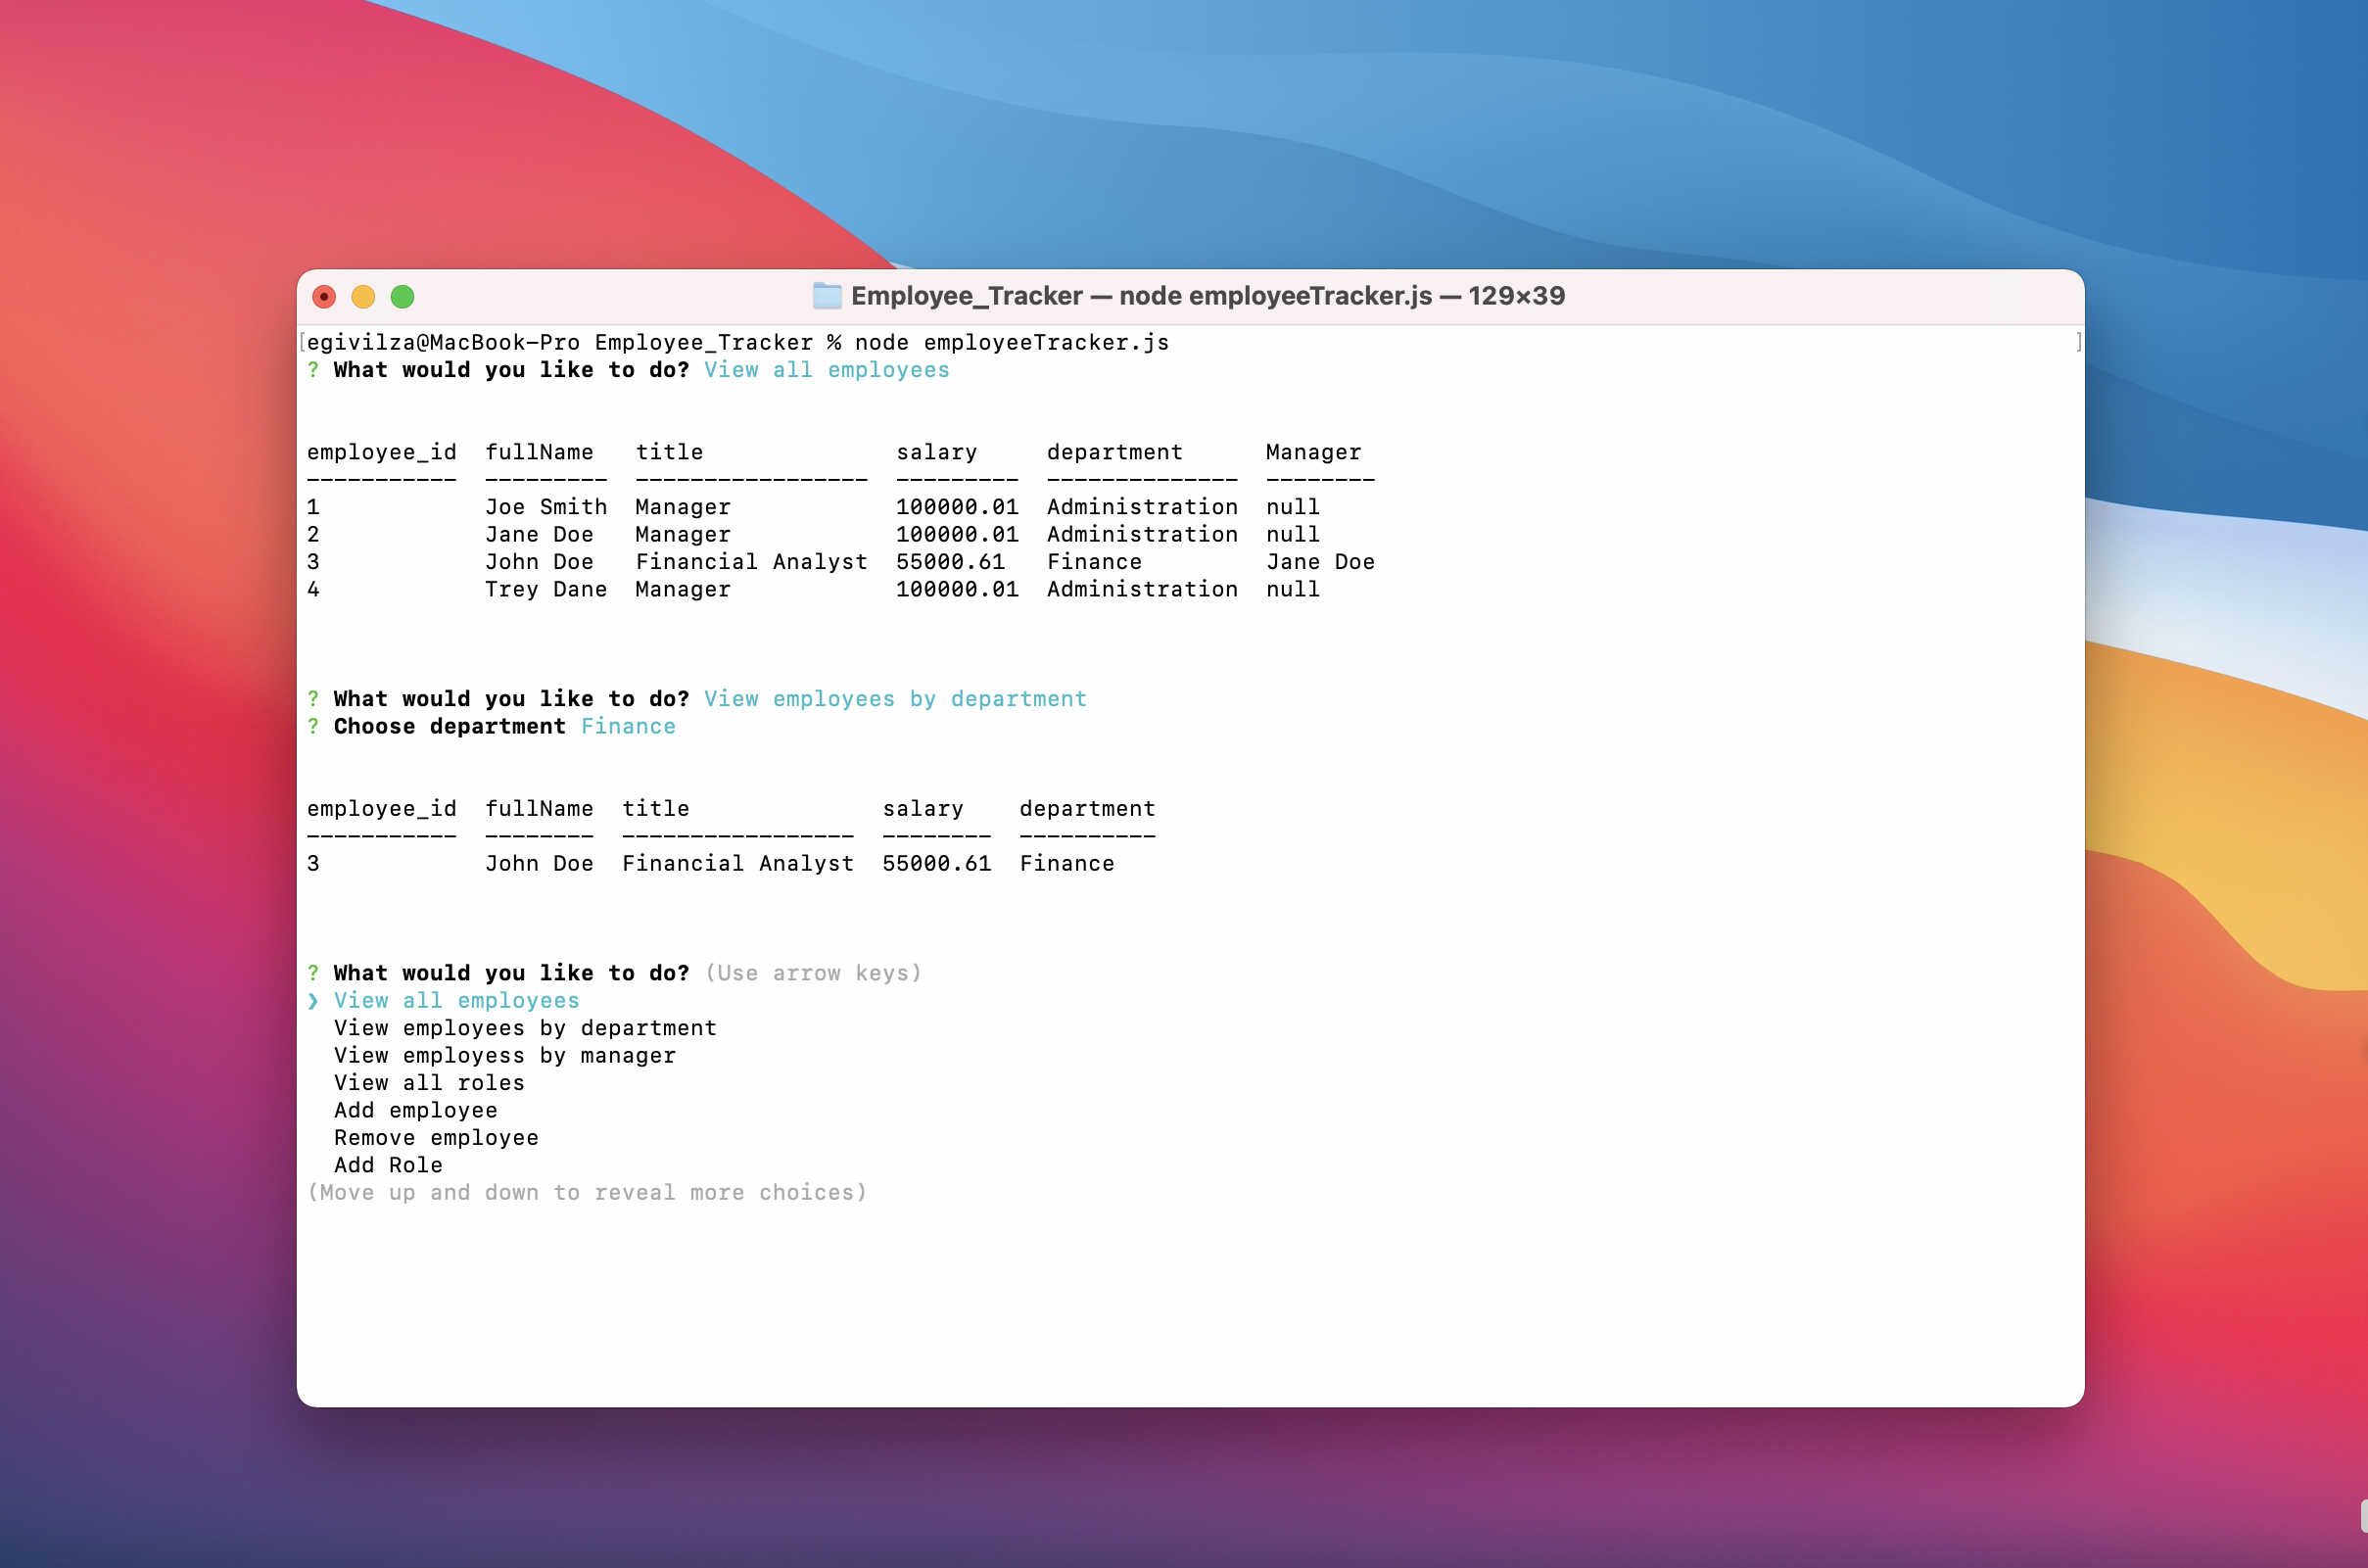 Employee_Tracker — node employeeTracker.js — 129×39
[egivilza@MacBook-Pro Employee_Tracker % node employeeTracker.js ]
? What would you like to do? View all employees
employee_id  fullName   title              salary     department      Manager
-----------  ---------  -----------------  ---------  --------------  --------
1            Joe Smith  Manager            100000.01  Administration  null
2            Jane Doe   Manager            100000.01  Administration  null
3            John Doe   Financial Analyst  55000.61   Finance         Jane Doe
4            Trey Dane  Manager            100000.01  Administration  null
? What would you like to do? View employees by department
? Choose department Finance
employee_id  fullName  title              salary    department
-----------  --------  -----------------  --------  ----------
3            John Doe  Financial Analyst  55000.61  Finance
? What would you like to do? (Use arrow keys)
❯ View all employees
  View employees by department
  View employess by manager
  View all roles
  Add employee
  Remove employee
  Add Role
(Move up and down to reveal more choices)